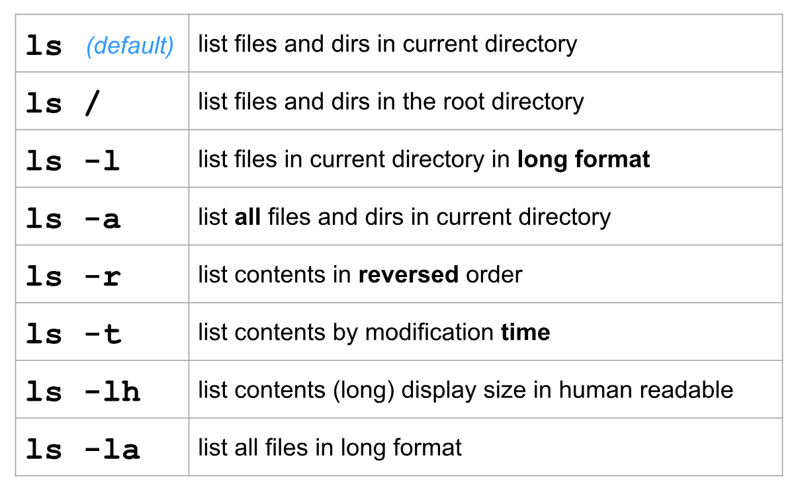 ls (default) list files and dirs in current directory
ls / list files and dirs in the root directory
ls -l list files in current directory in long format
ls -a list all files and dirs in current directory
ls -r list contents in reversed order
ls -t list contents by modification time
ls -lh list contents (long) display size in human readable
ls -la list all files in long format